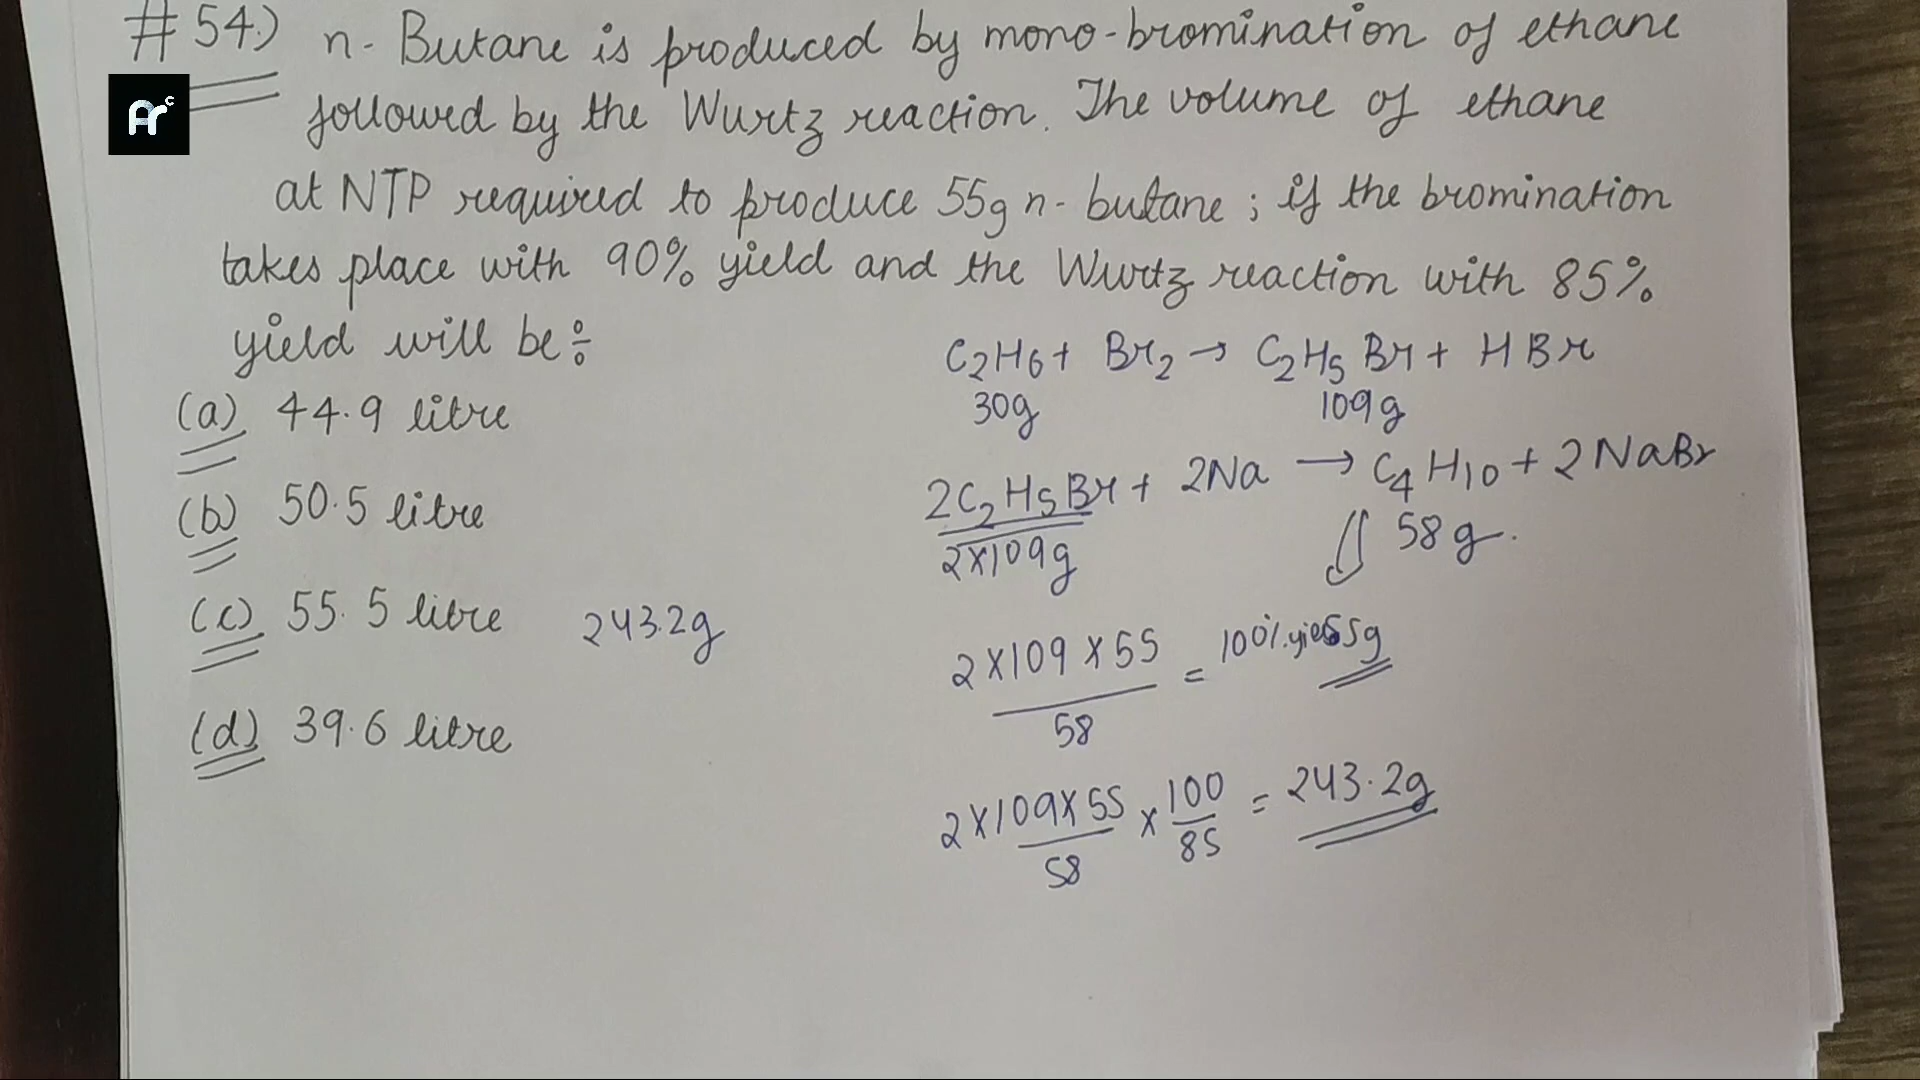 #54.) n- Butane is produced by mono-bromination of ethane
followed by the Wurtz reaction. The volume of ethane
at NTP required to produce 55g n- butane ; if the bromination
takes place with 90% yield and the Wurtz reaction with 85%
yield will be ÷
(a) 44.9 litre
(b) 50.5 litre
(c) 55.5 litre 243.2g
(d) 39.6 litre
C2H6 + Br2 → C2H5Br + HBr
30g 109g
2C2H5Br + 2Na → C4H10 + 2NaBr
2×109g 58g.
2×109×55 = 100%.yie 55g
58
2×109×55 × 100 = 243.2g
58 85
Arc